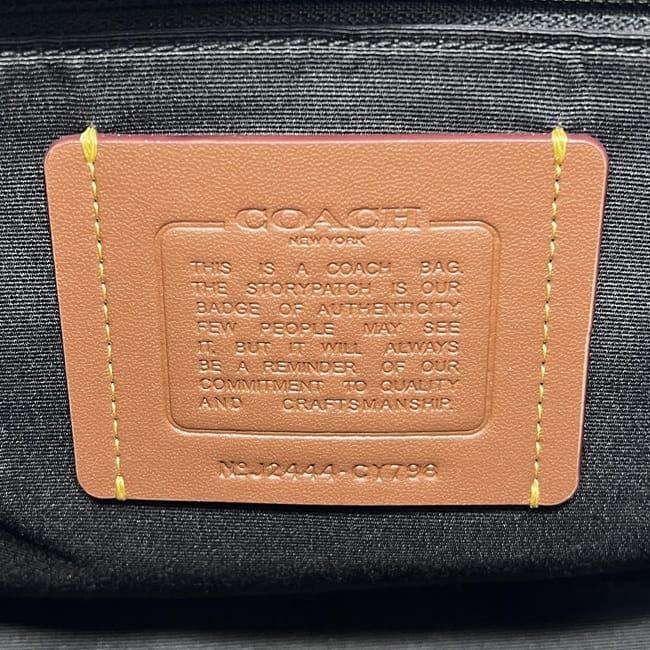 COACH
NEW YORK
THIS IS A COACH BAG.
THE STORYPATCH IS OUR
BADGE OF AUTHENTICITY.
FEW PEOPLE MAY SEE
IT, BUT IT WILL ALWAYS
BE A REMINDER OF OUR
COMMITMENT TO QUALITY
AND CRAFTSMANSHIP.
No J2444-CY798